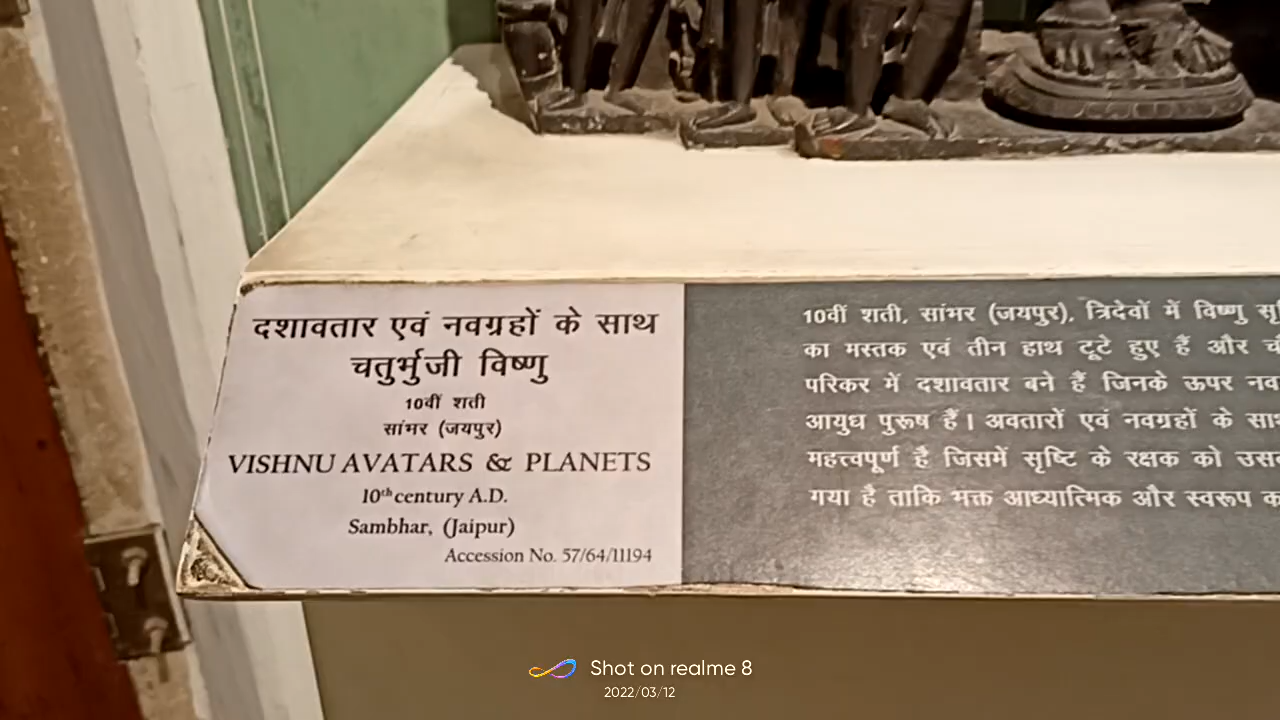 दशावतार एवं नवग्रहों के साथ
चतुर्भुजी विष्णु
10वीं शती
सांभर (जयपुर)
VISHNU AVATARS & PLANETS
10th century A.D.
Sambhar, (Jaipur)
Accession No. 57/64/11194
10वीं शती, सांभर (जयपुर), त्रिदेवों में विष्णु
का मस्तक एवं तीन हाथ टूटे हुए हैं और
परिकर में दशावतार बने हैं जिनके ऊपर
आयुध पुरूष हैं। अवतारों एवं नवग्रहों के
महत्त्वपूर्ण है जिसमें सृष्टि के रक्षक को
गया है ताकि भक्त आध्यात्मिक और स्वरूप
Shot on realme 8
2022/03/12